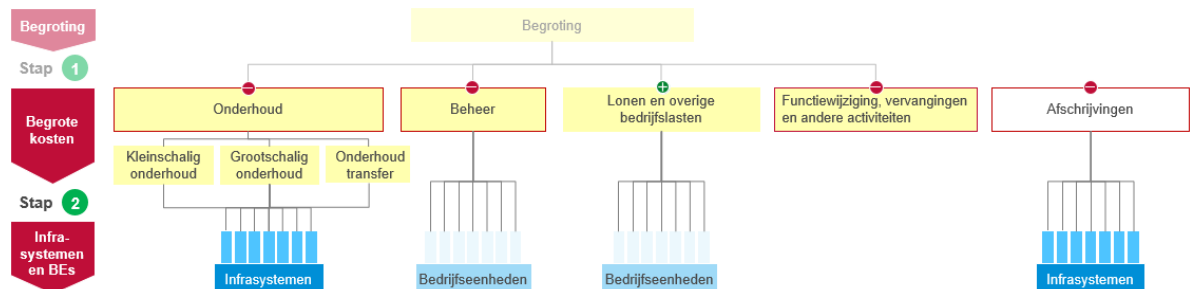 Begroting
Begroting
Stap 1
Begrote
kosten
Onderhoud
Beheer
Lonen en overige
bedrijfslasten
Functiewijziging, vervangingen
en andere activiteiten
Afschrijvingen
Kleinschalig
onderhoud
Grootschalig
onderhoud
Onderhoud
transfer
Stap 2
Infra-
systemen
en BEs
Infrasystemen
Bedrijfseenheden
Bedrijfseenheden
Infrasystemen